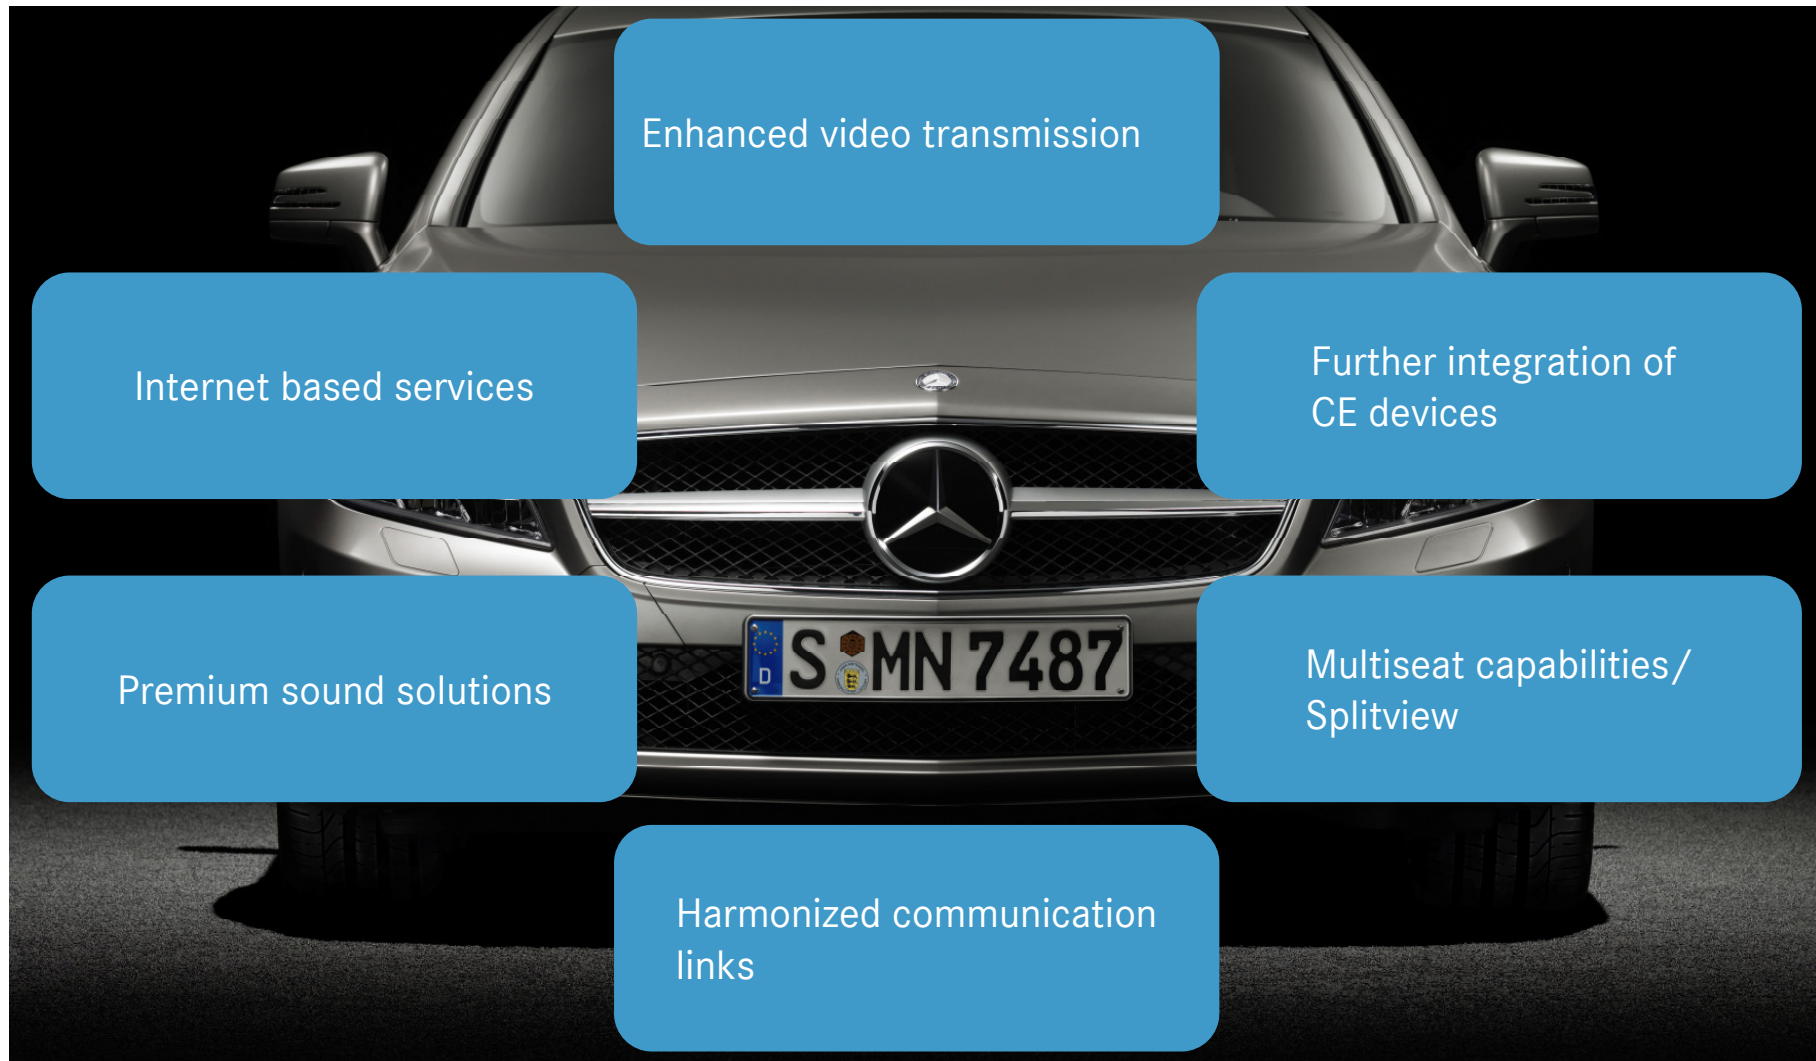 Enhanced video transmission
Internet based services
Further integration of
CE devices
Premium sound solutions
Multiseat capabilities/
Splitview
D S MN 7487
Harmonized communication
links